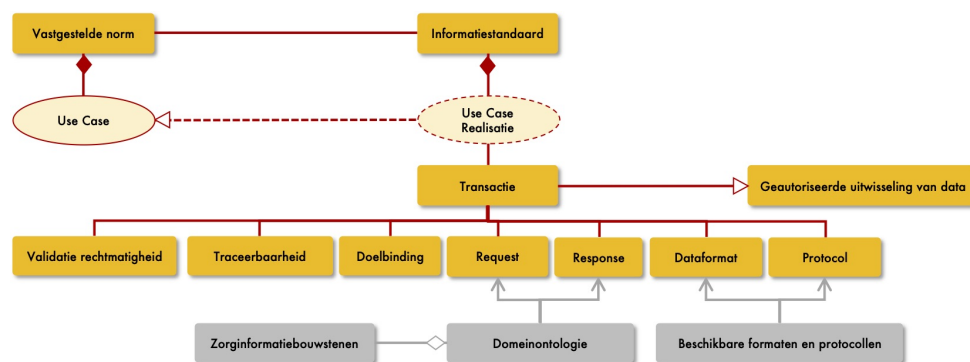 Vastgestelde norm
Informatiestandaard
Use Case
Use Case
Realisatie
Transactie
Geautoriseerde uitwisseling van data
Validatie rechtmatigheid
Traceerbaarheid
Doelbinding
Request
Response
Dataformat
Protocol
Zorginformatiebouwstenen
Domeinontologie
Beschikbare formaten en protocollen